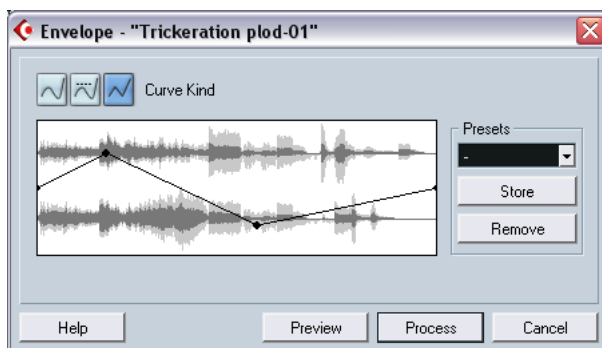 Envelope - "Trickeration plod-01"
Curve Kind
Presets
-
Store
Remove
Help
Preview
Process
Cancel